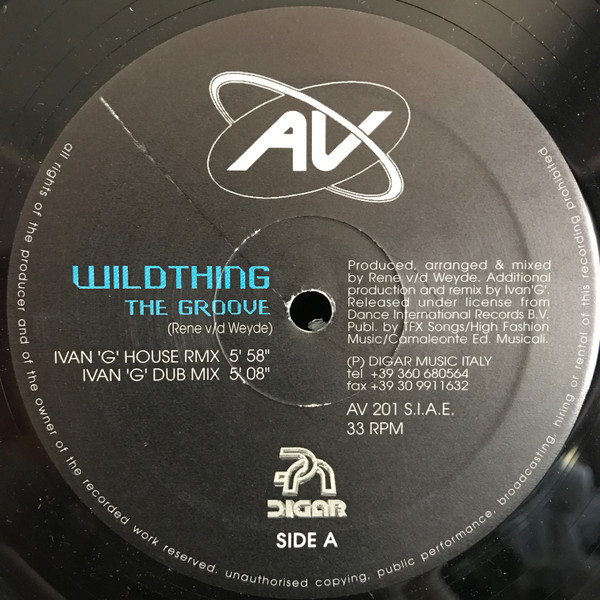 AV
WILDTHING
THE GROOVE
(Rene v/d Weyde)
IVAN 'G' HOUSE RMX 5' 58"
IVAN 'G' DUB MIX 5' 08"
Produced, arranged & mixed
by Rene v/d Weyde. Additional
production and remix by Ivan'G'.
Released under license from
Dance International Records B.V.
Publ. by TFX Songs/High Fashion
Music/Camaleonte Ed. Musicali.
(P) DIGAR MUSIC ITALY
tel +39 360 680564
fax +39 30 9911632
AV 201 S.I.A.E.
33 RPM
DIGAR
SIDE A
all rights of the producer and of the owner of the recorded work reserved. unauthorised copying, public performance, broadcasting, hiring or rental of this recording prohibited